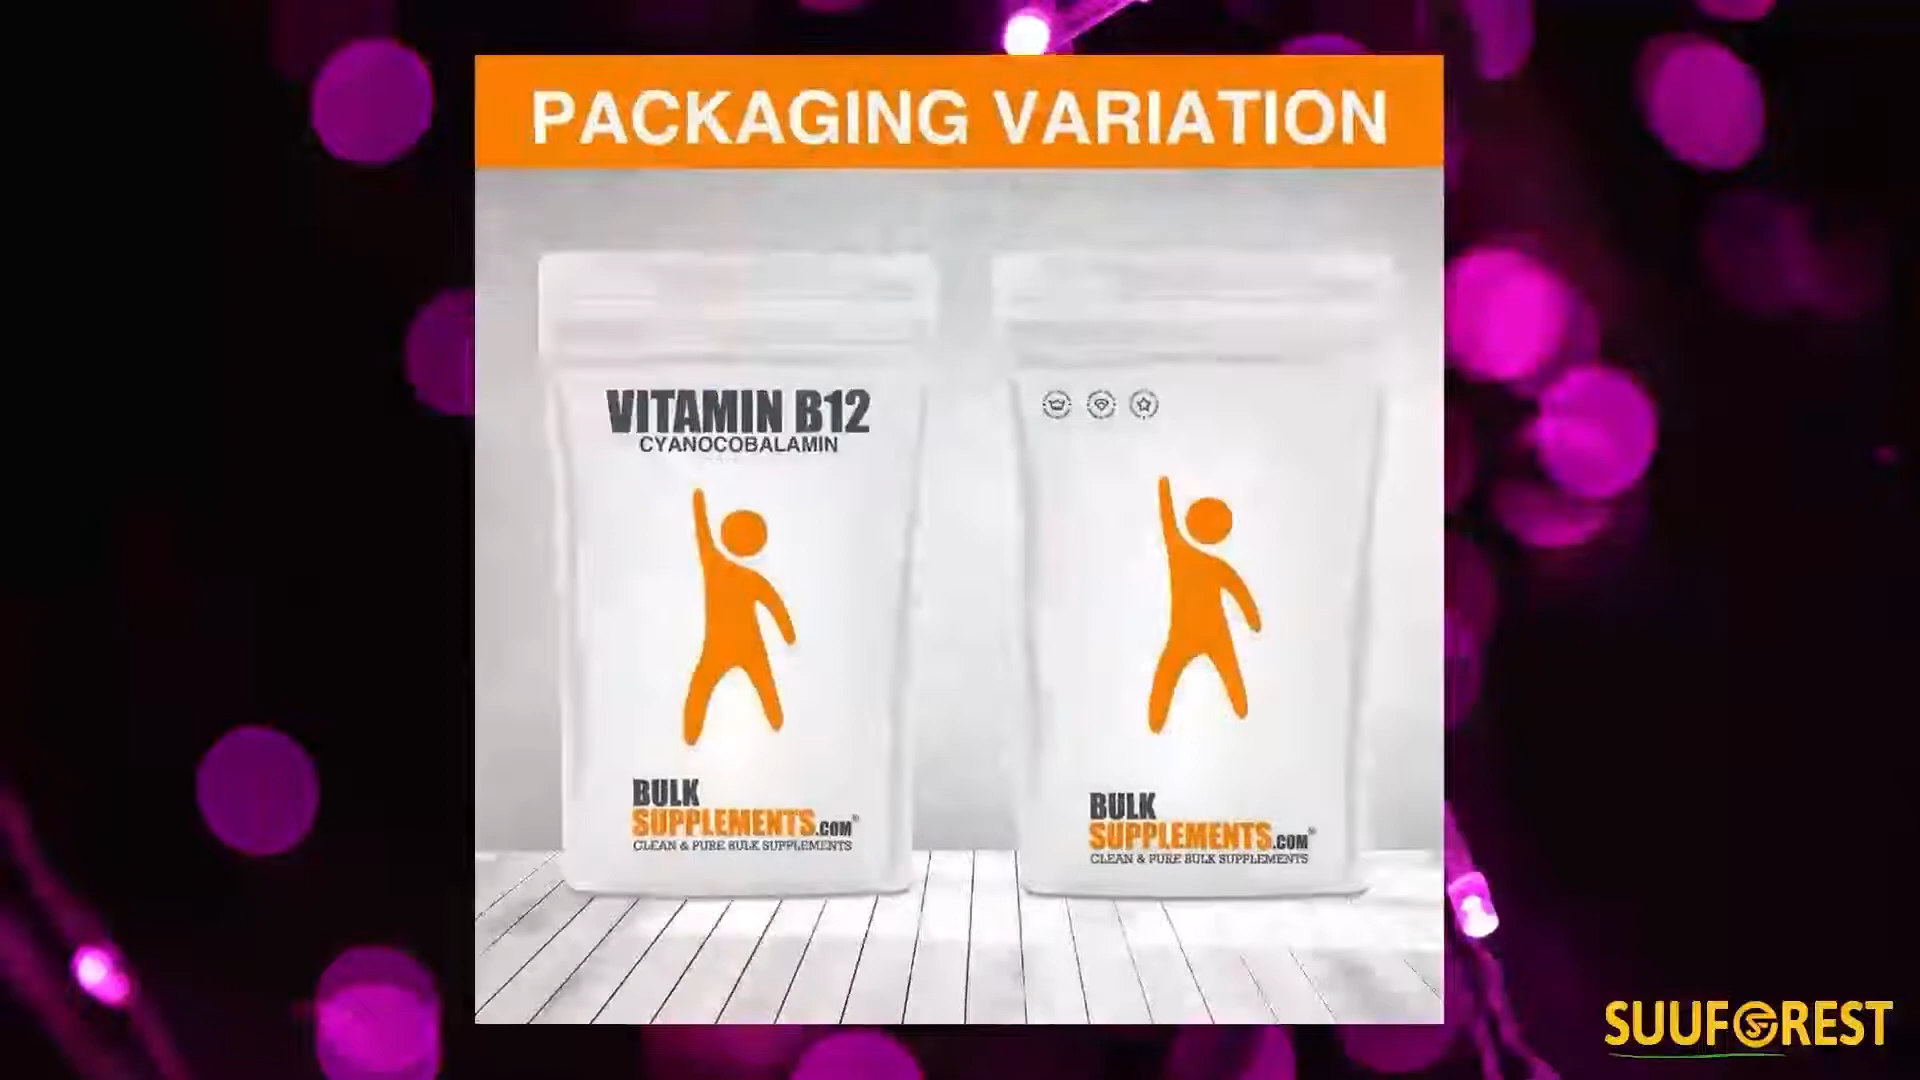 PACKAGING VARIATION
VITAMIN B12
CYANOCOBALAMIN
BULK
SUPPLEMENTS.COM®
CLEAN & PURE BULK SUPPLEMENTS
BULK
SUPPLEMENTS.COM®
CLEAN & PURE BULK SUPPLEMENTS
SUUFOREST